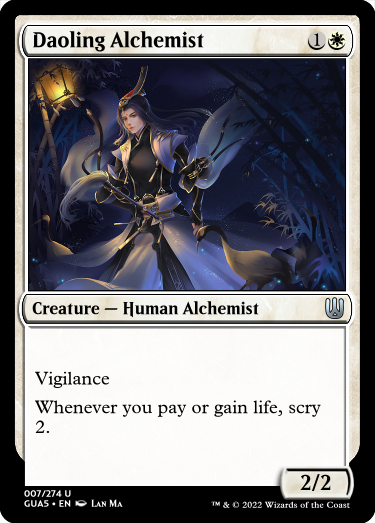 Daoling Alchemist 1
Creature — Human Alchemist
Vigilance
Whenever you pay or gain life, scry
2.
2/2
007/274 U
GUA5 • EN Lan Ma
™ & © 2022 Wizards of the Coast